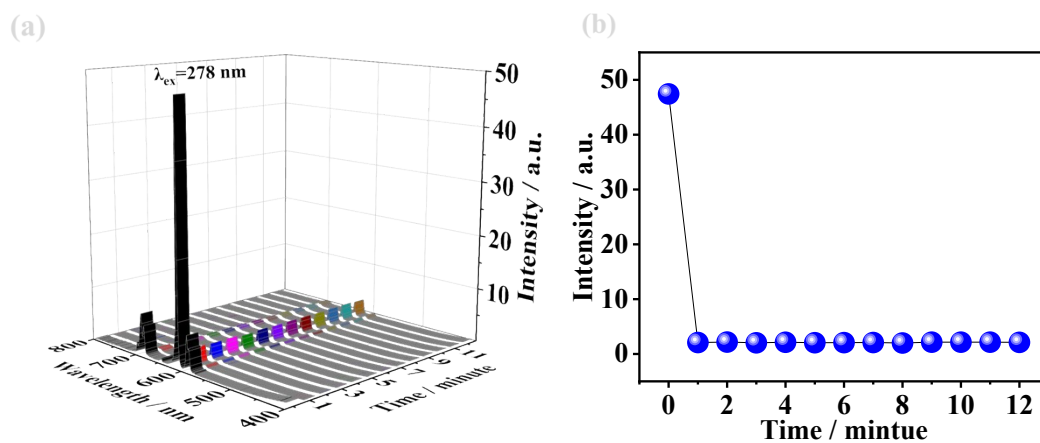 (a)
λex=278 nm
50
40
30
20
10
Intensity / a.u.
800
700
600
500
400
Wavelength / nm
1
3
5
7
9
11
Time / minute
(b)
50
40
30
20
10
0
Intensity / a.u.
0 2 4 6 8 10 12
Time / mintue